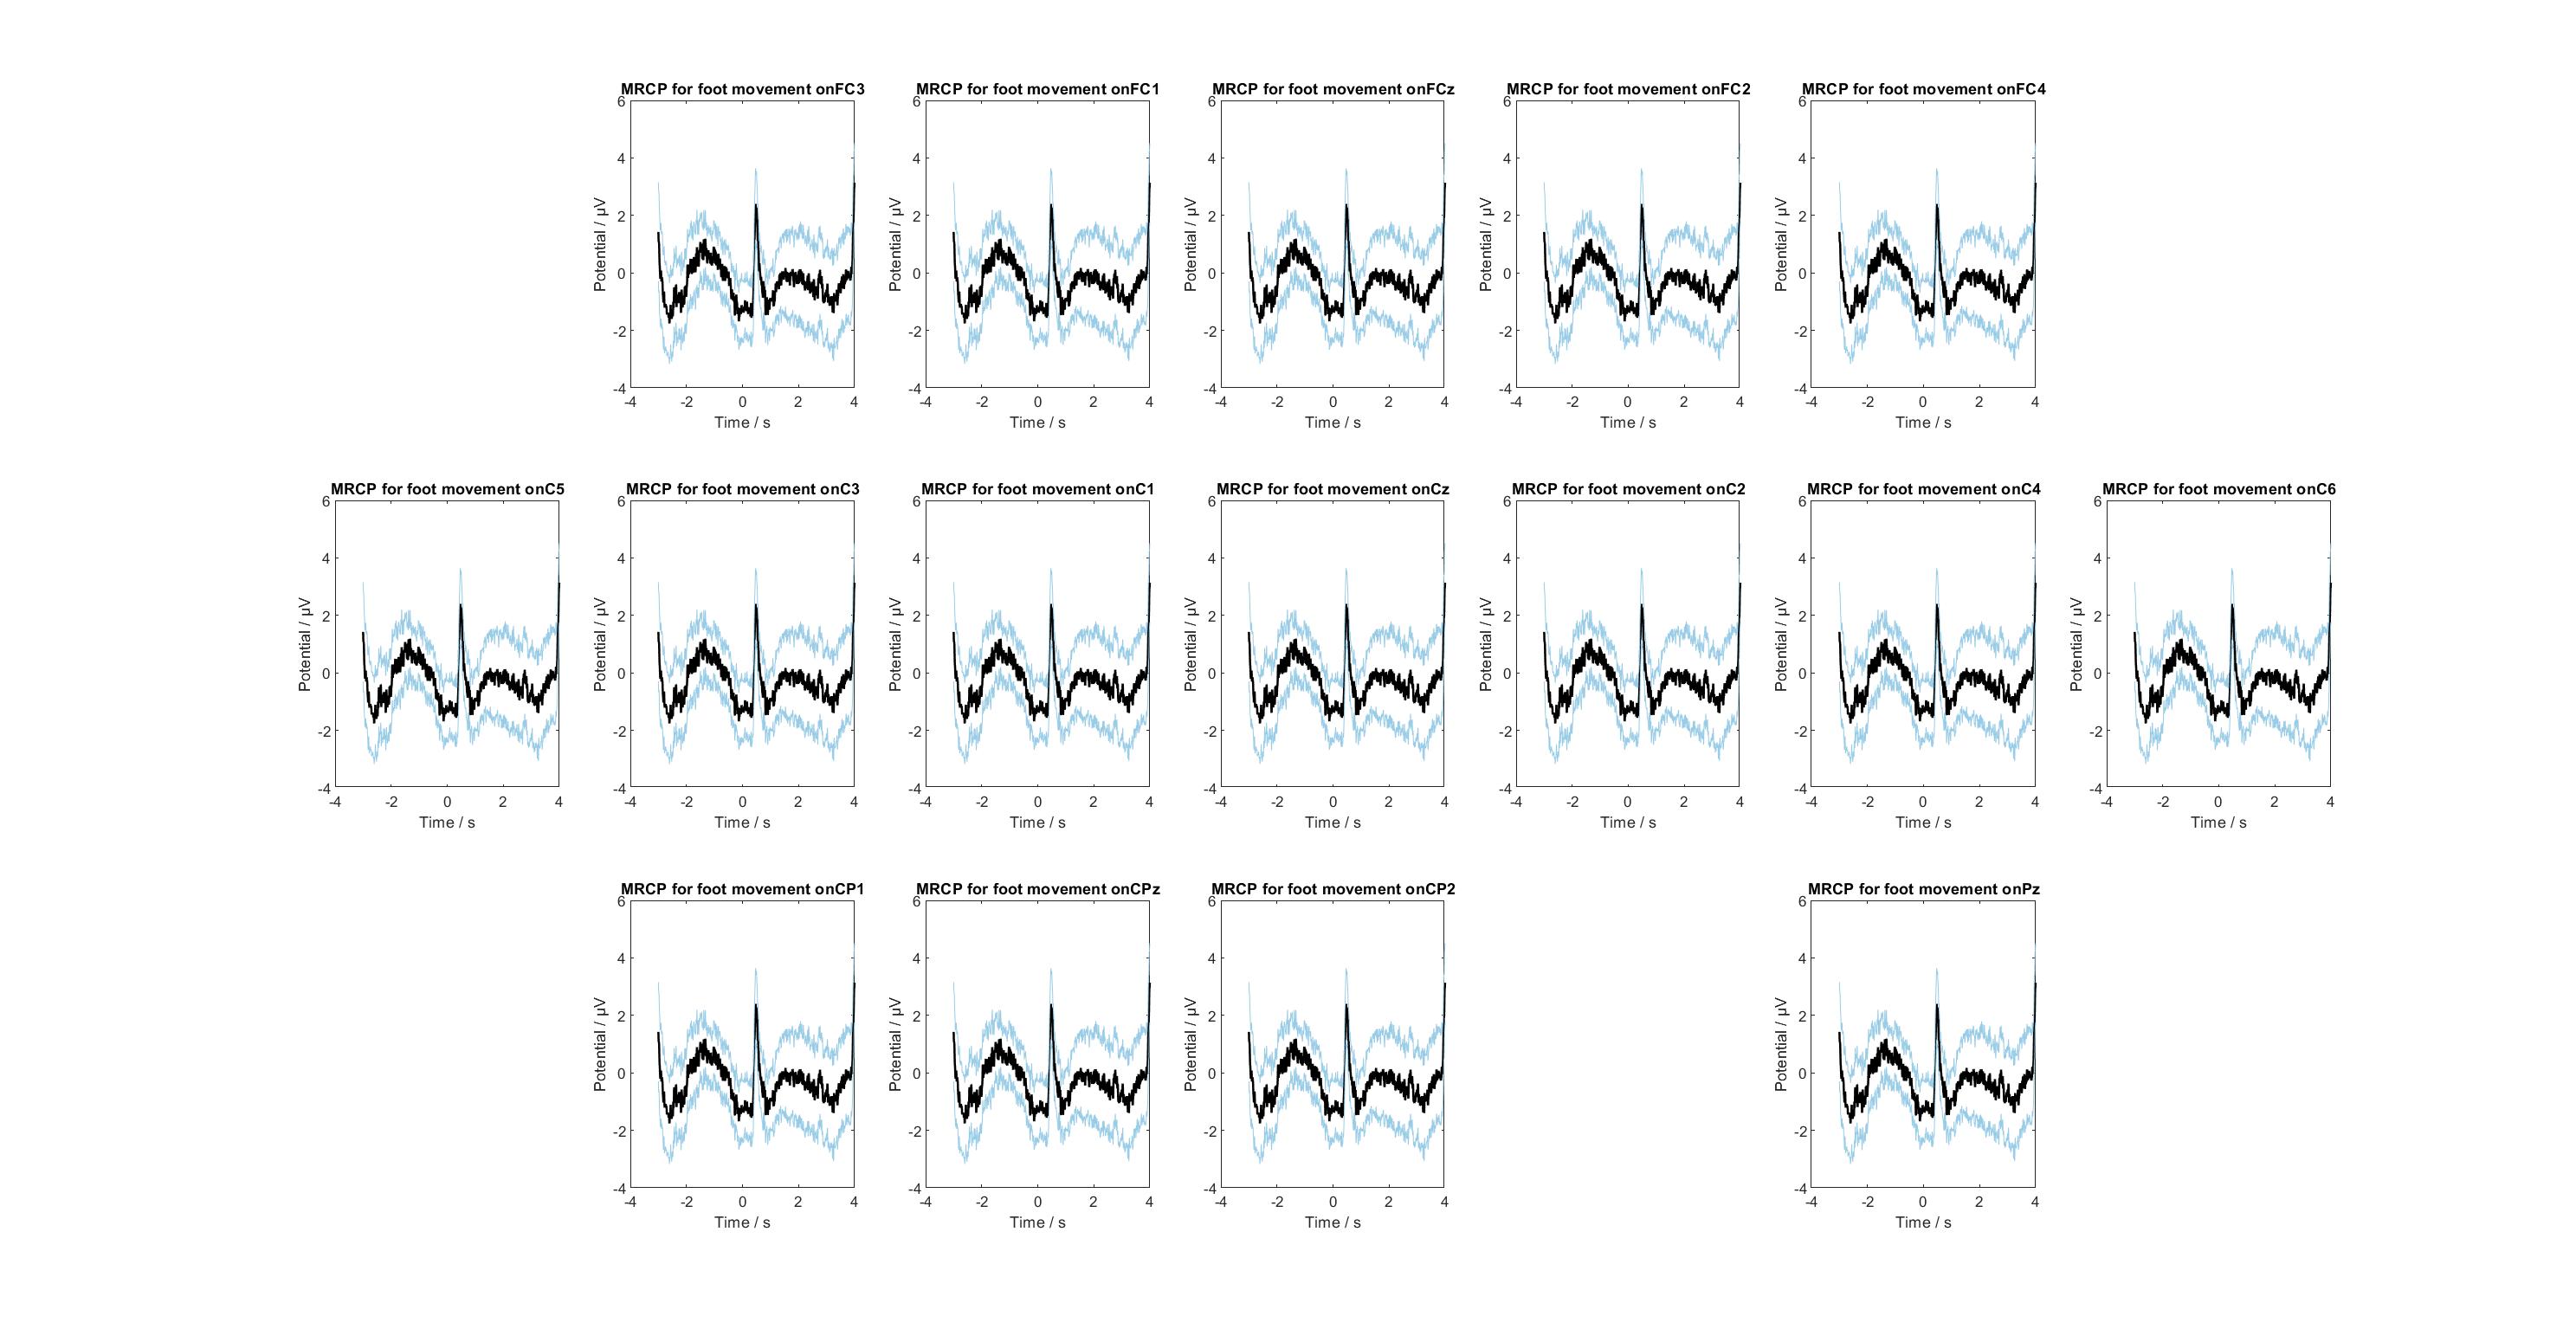 MRCP for foot movement onFC3
MRCP for foot movement onFC1
MRCP for foot movement onFCz
MRCP for foot movement onFC2
MRCP for foot movement onFC4
6
4
2
0
-2
-4
-4 -2 0 2 4
Potential / µV
Time / s
6
4
2
0
-2
-4
-4 -2 0 2 4
Potential / µV
Time / s
6
4
2
0
-2
-4
-4 -2 0 2 4
Potential / µV
Time / s
6
4
2
0
-2
-4
-4 -2 0 2 4
Potential / µV
Time / s
6
4
2
0
-2
-4
-4 -2 0 2 4
Potential / µV
Time / s
MRCP for foot movement onC5
MRCP for foot movement onC3
MRCP for foot movement onC1
MRCP for foot movement onCz
MRCP for foot movement onC2
MRCP for foot movement onC4
MRCP for foot movement onC6
6
4
2
0
-2
-4
-4 -2 0 2 4
Potential / µV
Time / s
6
4
2
0
-2
-4
-4 -2 0 2 4
Potential / µV
Time / s
6
4
2
0
-2
-4
-4 -2 0 2 4
Potential / µV
Time / s
6
4
2
0
-2
-4
-4 -2 0 2 4
Potential / µV
Time / s
6
4
2
0
-2
-4
-4 -2 0 2 4
Potential / µV
Time / s
6
4
2
0
-2
-4
-4 -2 0 2 4
Potential / µV
Time / s
6
4
2
0
-2
-4
-4 -2 0 2 4
Potential / µV
Time / s
MRCP for foot movement onCP1
MRCP for foot movement onCPz
MRCP for foot movement onCP2
MRCP for foot movement onPz
6
4
2
0
-2
-4
-4 -2 0 2 4
Potential / µV
Time / s
6
4
2
0
-2
-4
-4 -2 0 2 4
Potential / µV
Time / s
6
4
2
0
-2
-4
-4 -2 0 2 4
Potential / µV
Time / s
6
4
2
0
-2
-4
-4 -2 0 2 4
Potential / µV
Time / s